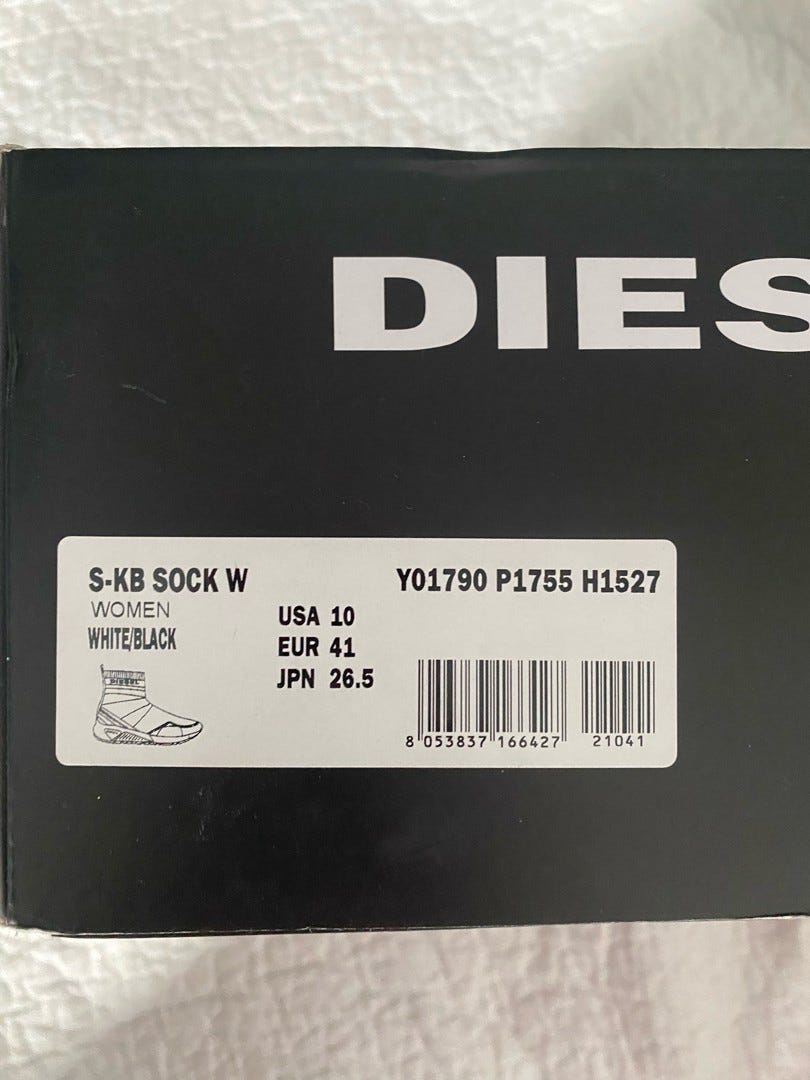 DIES
S-KB SOCK W
Y01790 P1755 H1527
WOMEN
WHITE/BLACK
USA 10
EUR 41
JPN 26.5
DIESEL
8 053837 166427
21041